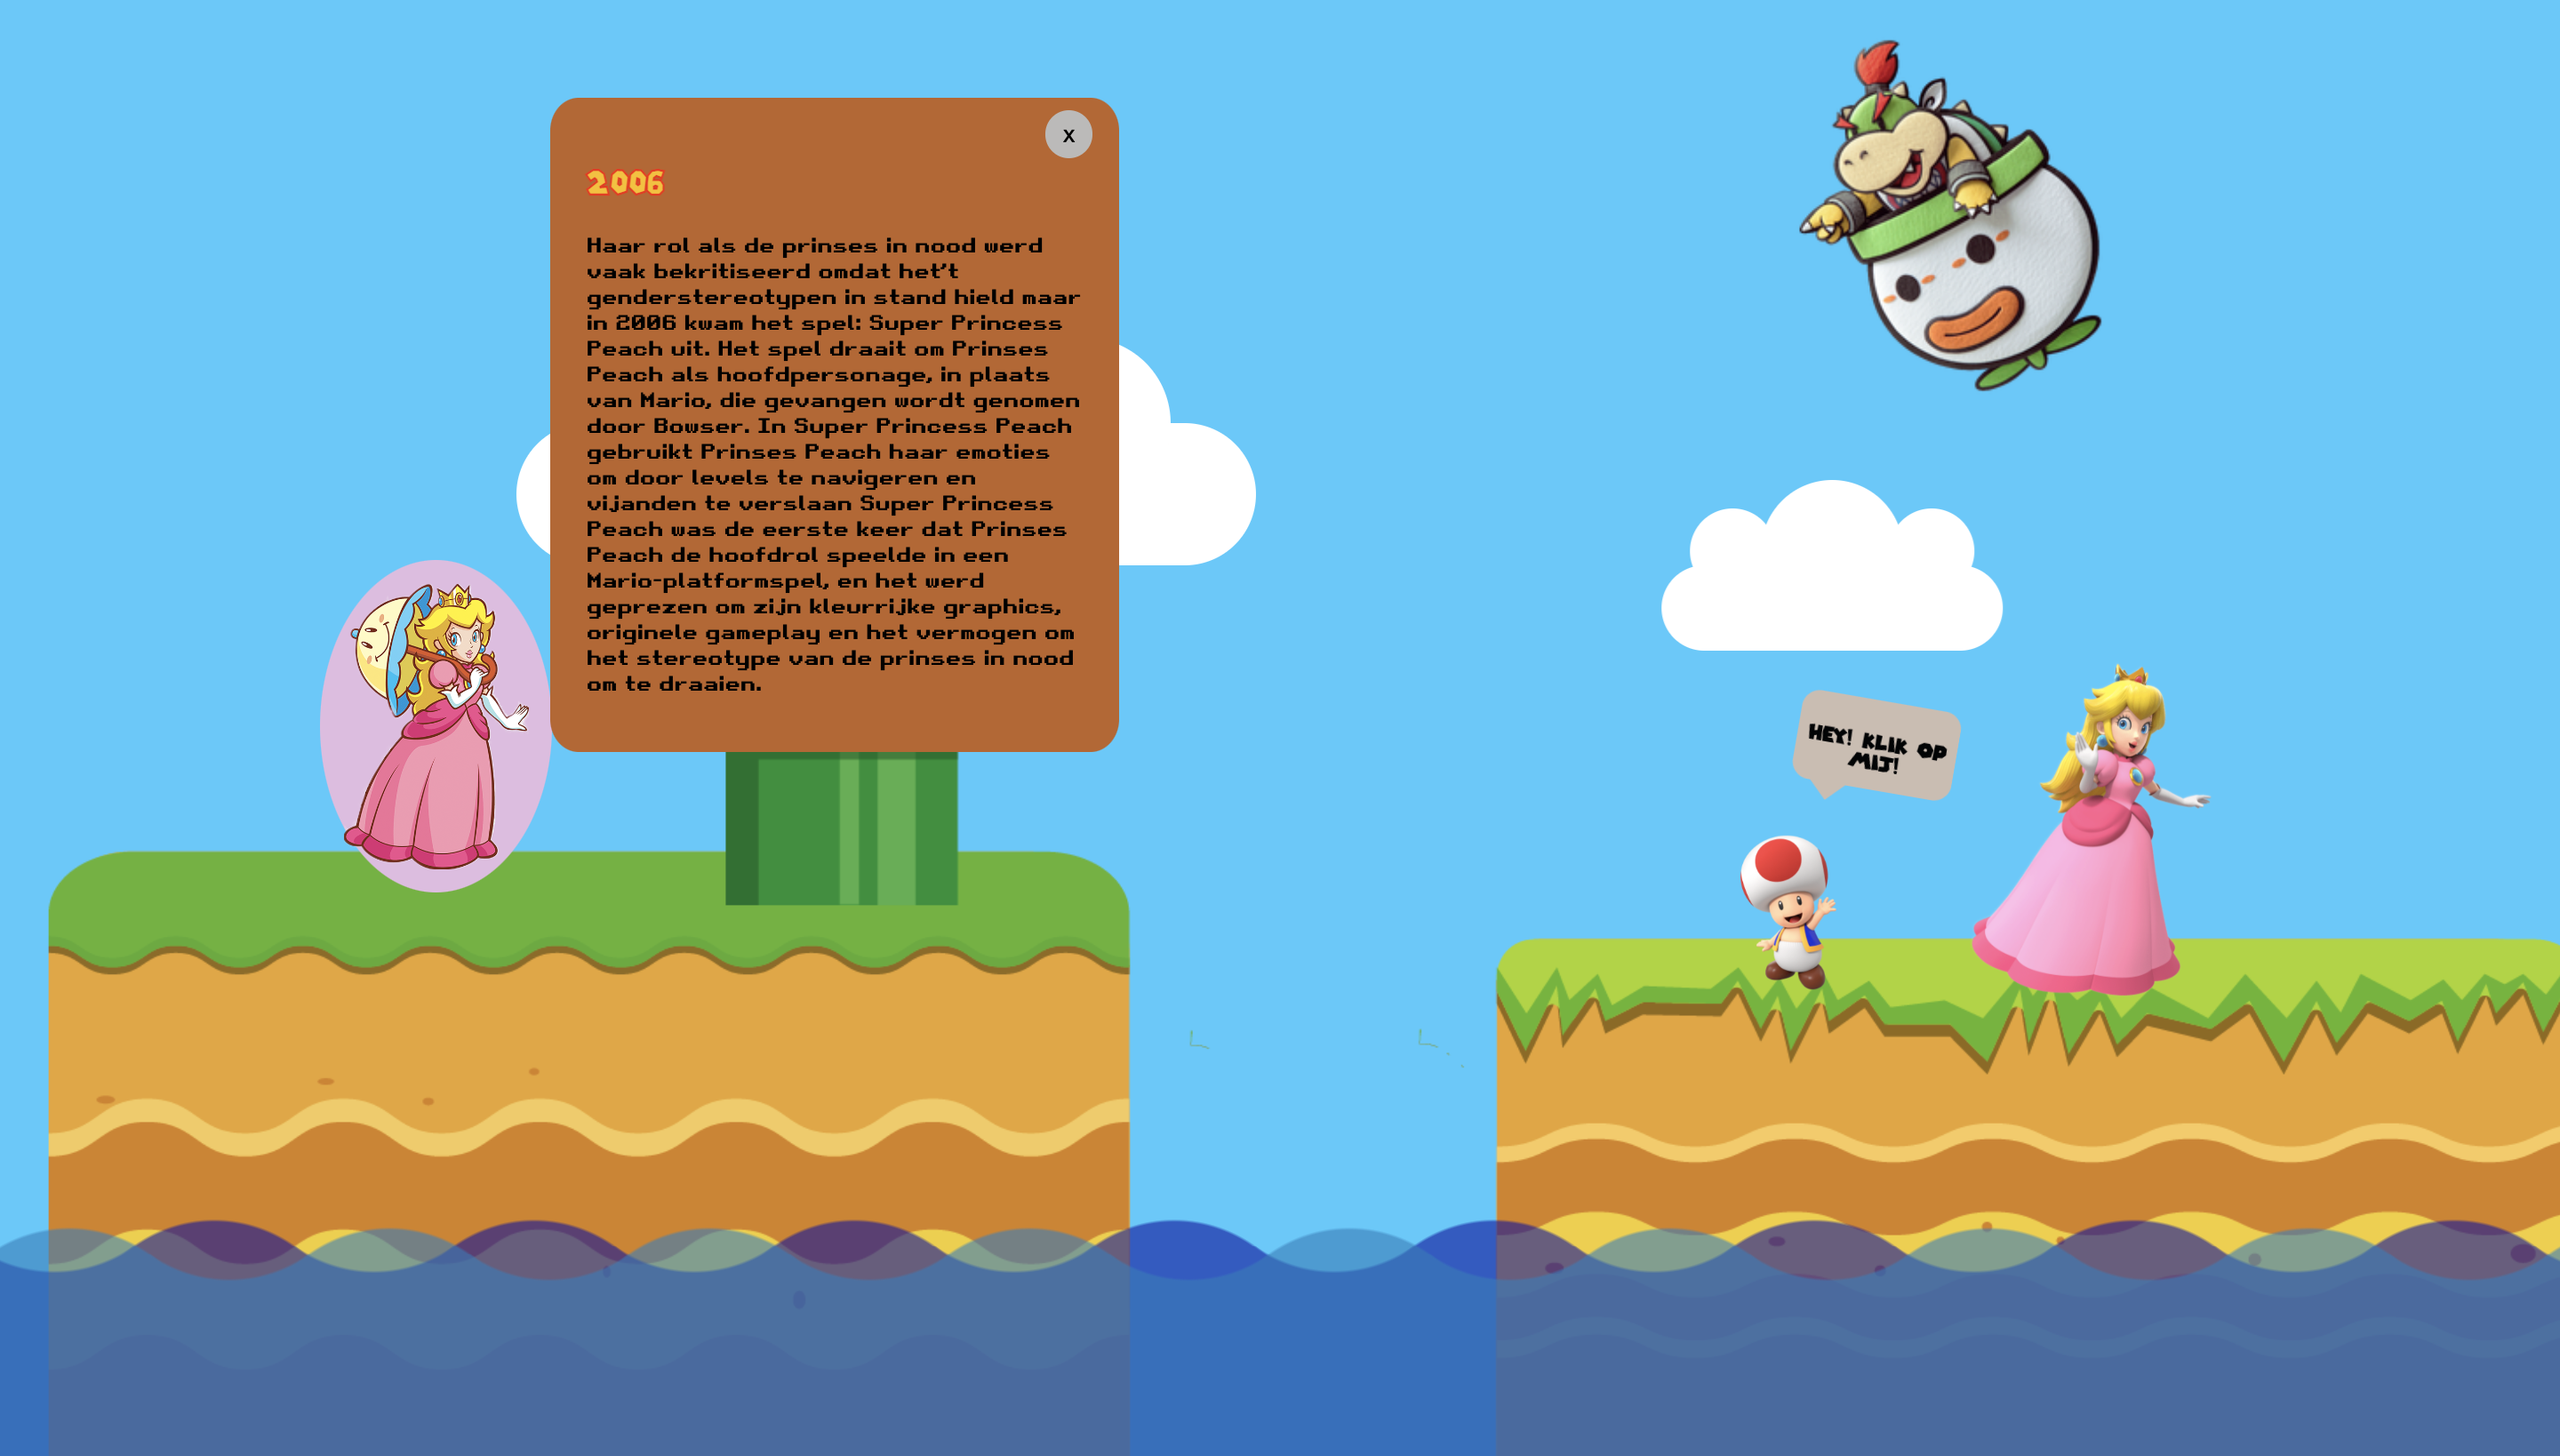 x
2006
Haar rol als de prinses in nood werd
vaak bekritiseerd omdat het't
genderstereotypen in stand hield maar
in 2006 kwam het spel: Super Princess
Peach uit. Het spel draait om Prinses
Peach als hoofdpersonage, in plaats
van Mario, die gevangen wordt genomen
door Bowser. In Super Princess Peach
gebruikt Prinses Peach haar emoties
om door levels te navigeren en
vijanden te verslaan Super Princess
Peach was de eerste keer dat Prinses
Peach de hoofdrol speelde in een
Mario-platformspel, en het werd
geprezen om zijn kleurrijke graphics,
originele gameplay en het vermogen om
het stereotype van de prinses in nood
om te draaien.
HEY! KLIK OP
MIJ!